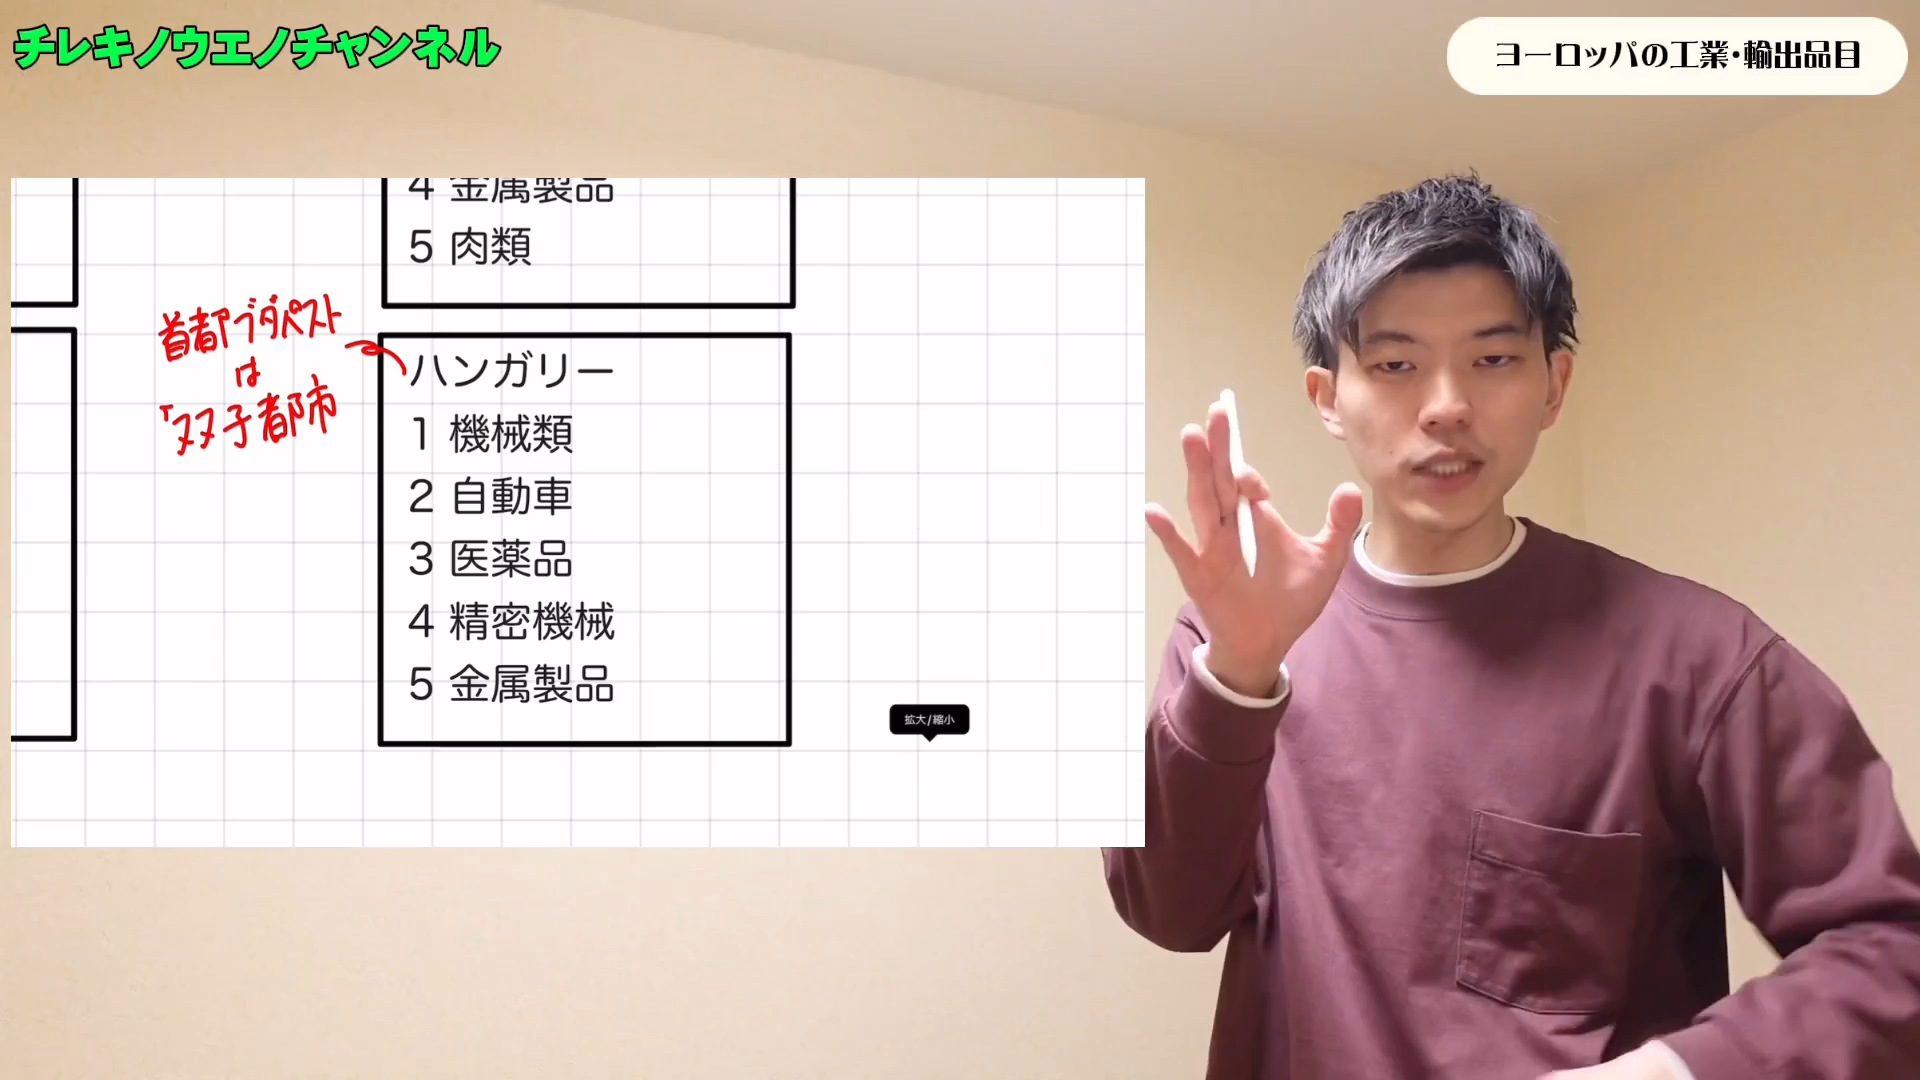 チレキノウエノチャンネル
ヨーロッパの工業・輸出品目
4 金属製品
5 肉類
首都ブダペスト
は
双子都市
ハンガリー
1 機械類
2 自動車
3 医薬品
4 精密機械
5 金属製品
拡大/縮小